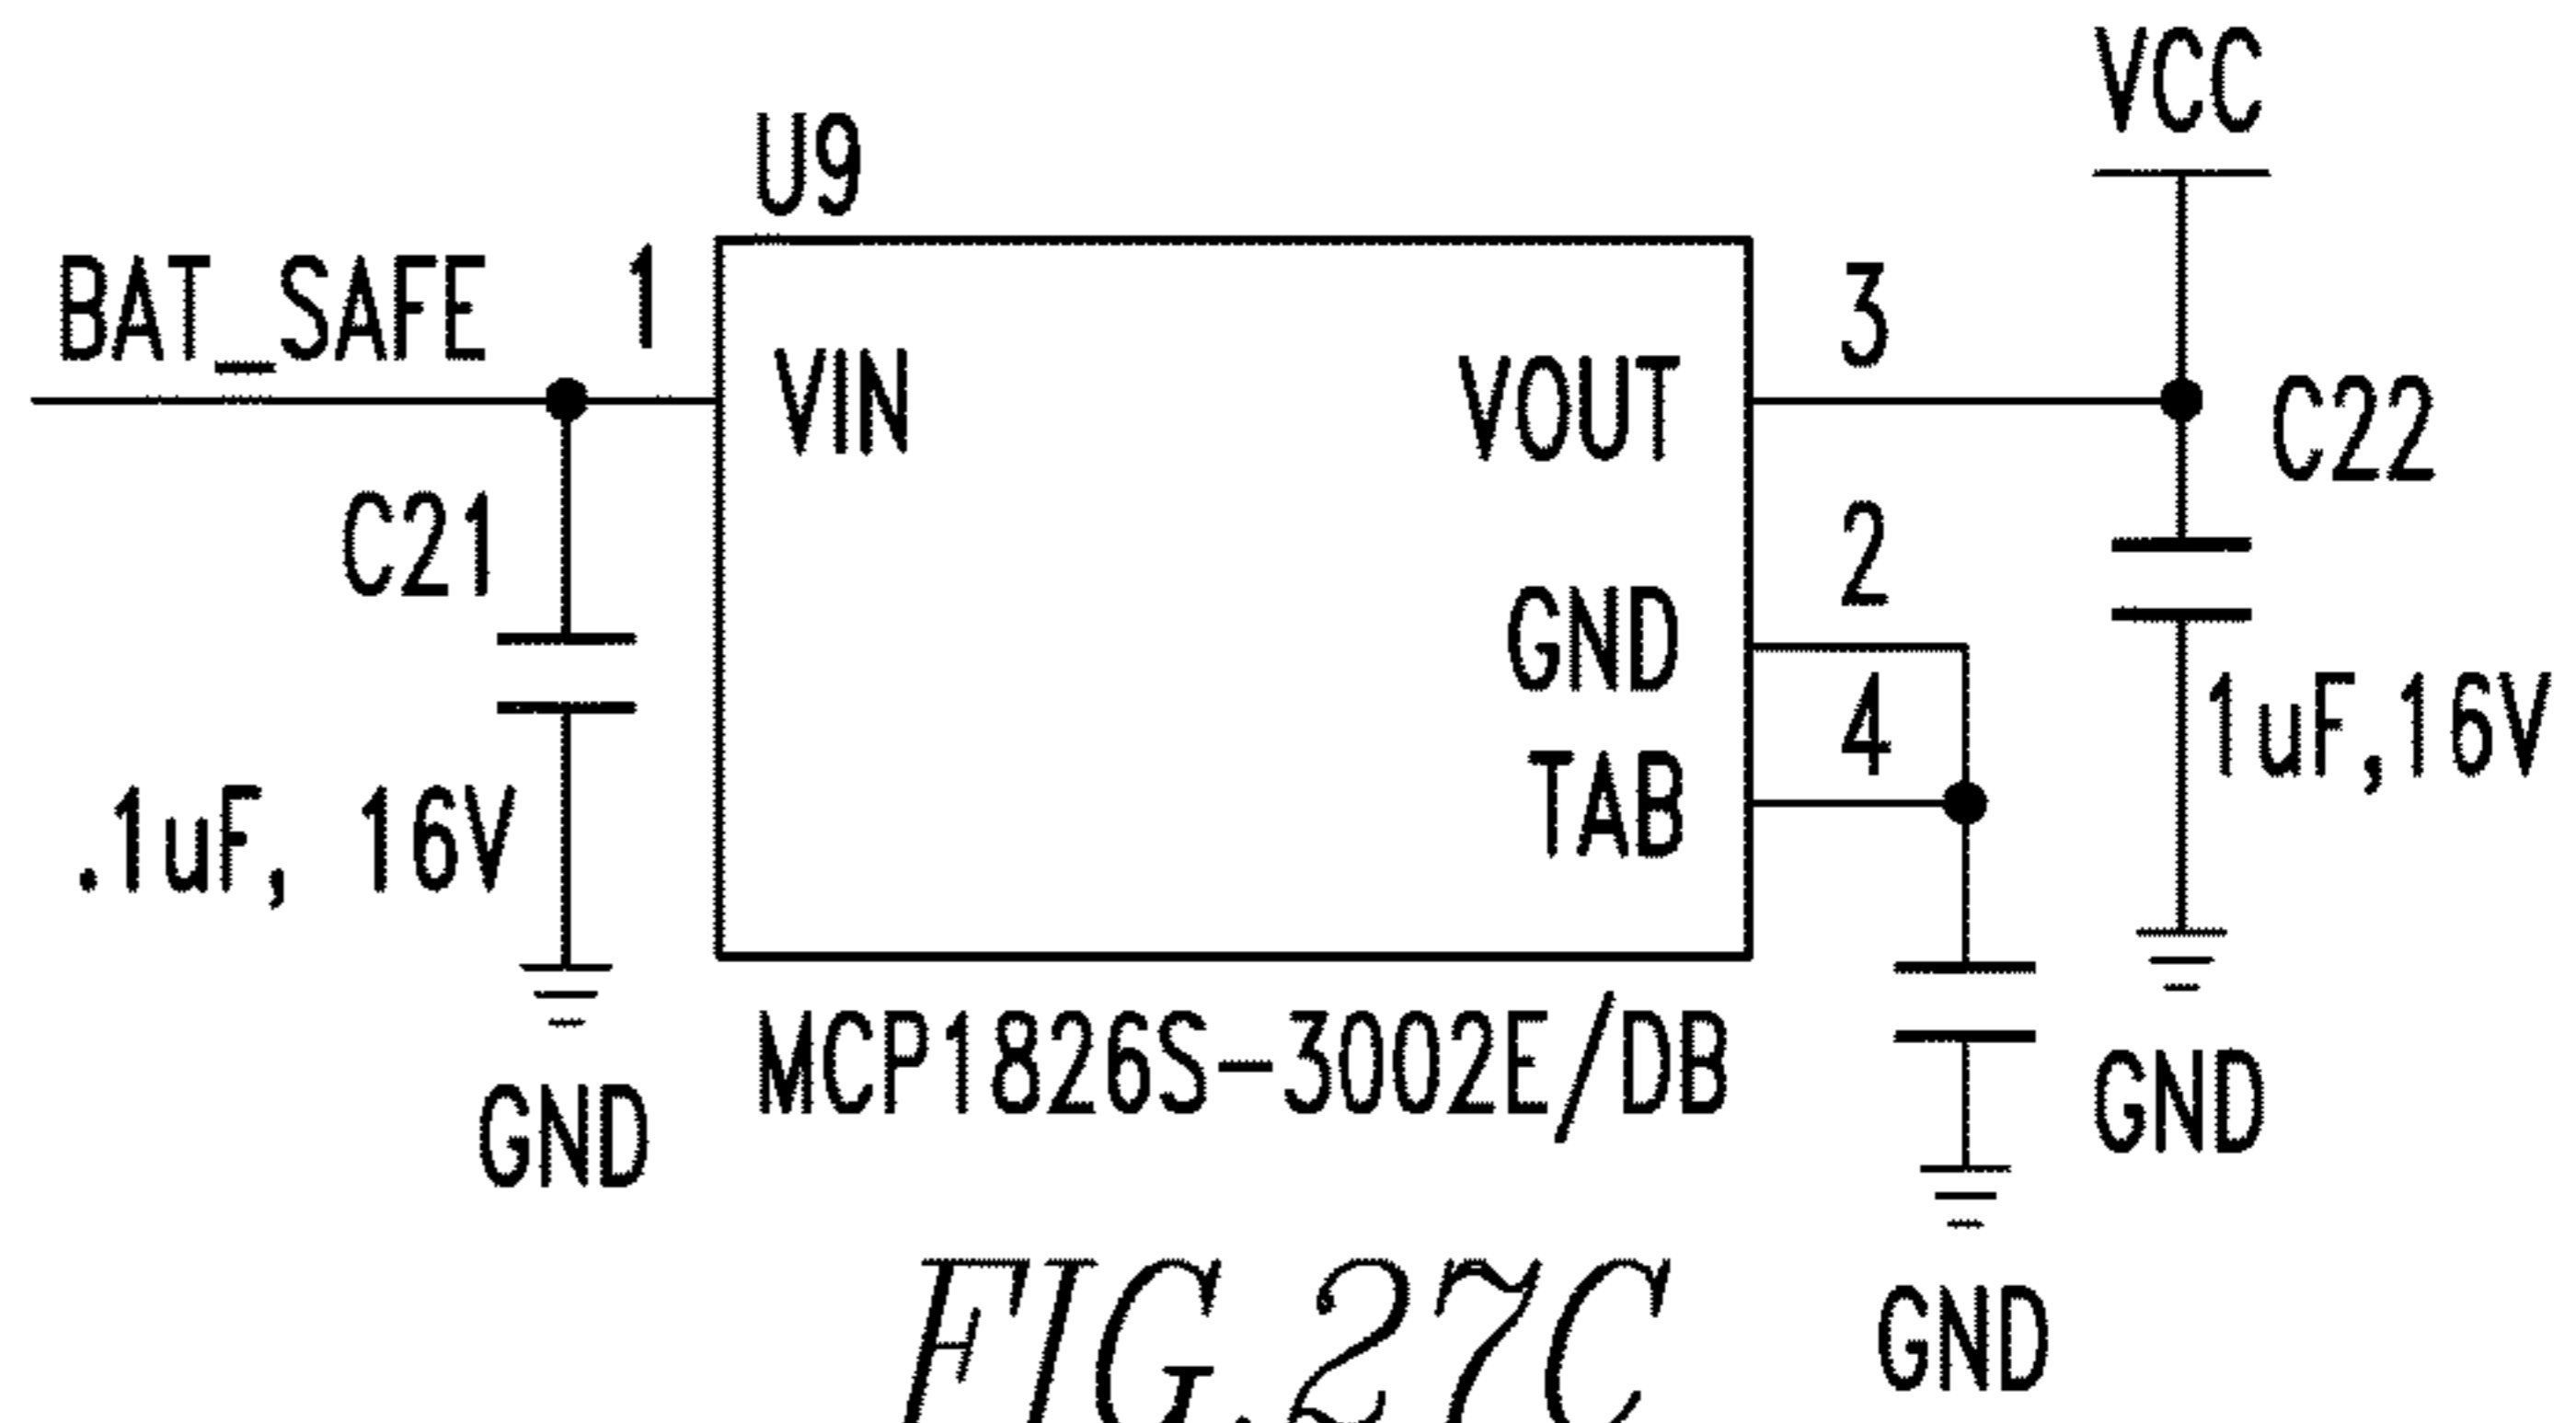 VCC
U9
BAT_SAFE 1
3
VIN
VOUT
C22
C21
2
GND
4
1uF,16V
TAB
.1uF, 16V
MCP1826S-3002E/DB
GND
GND
GND
FIG.27C